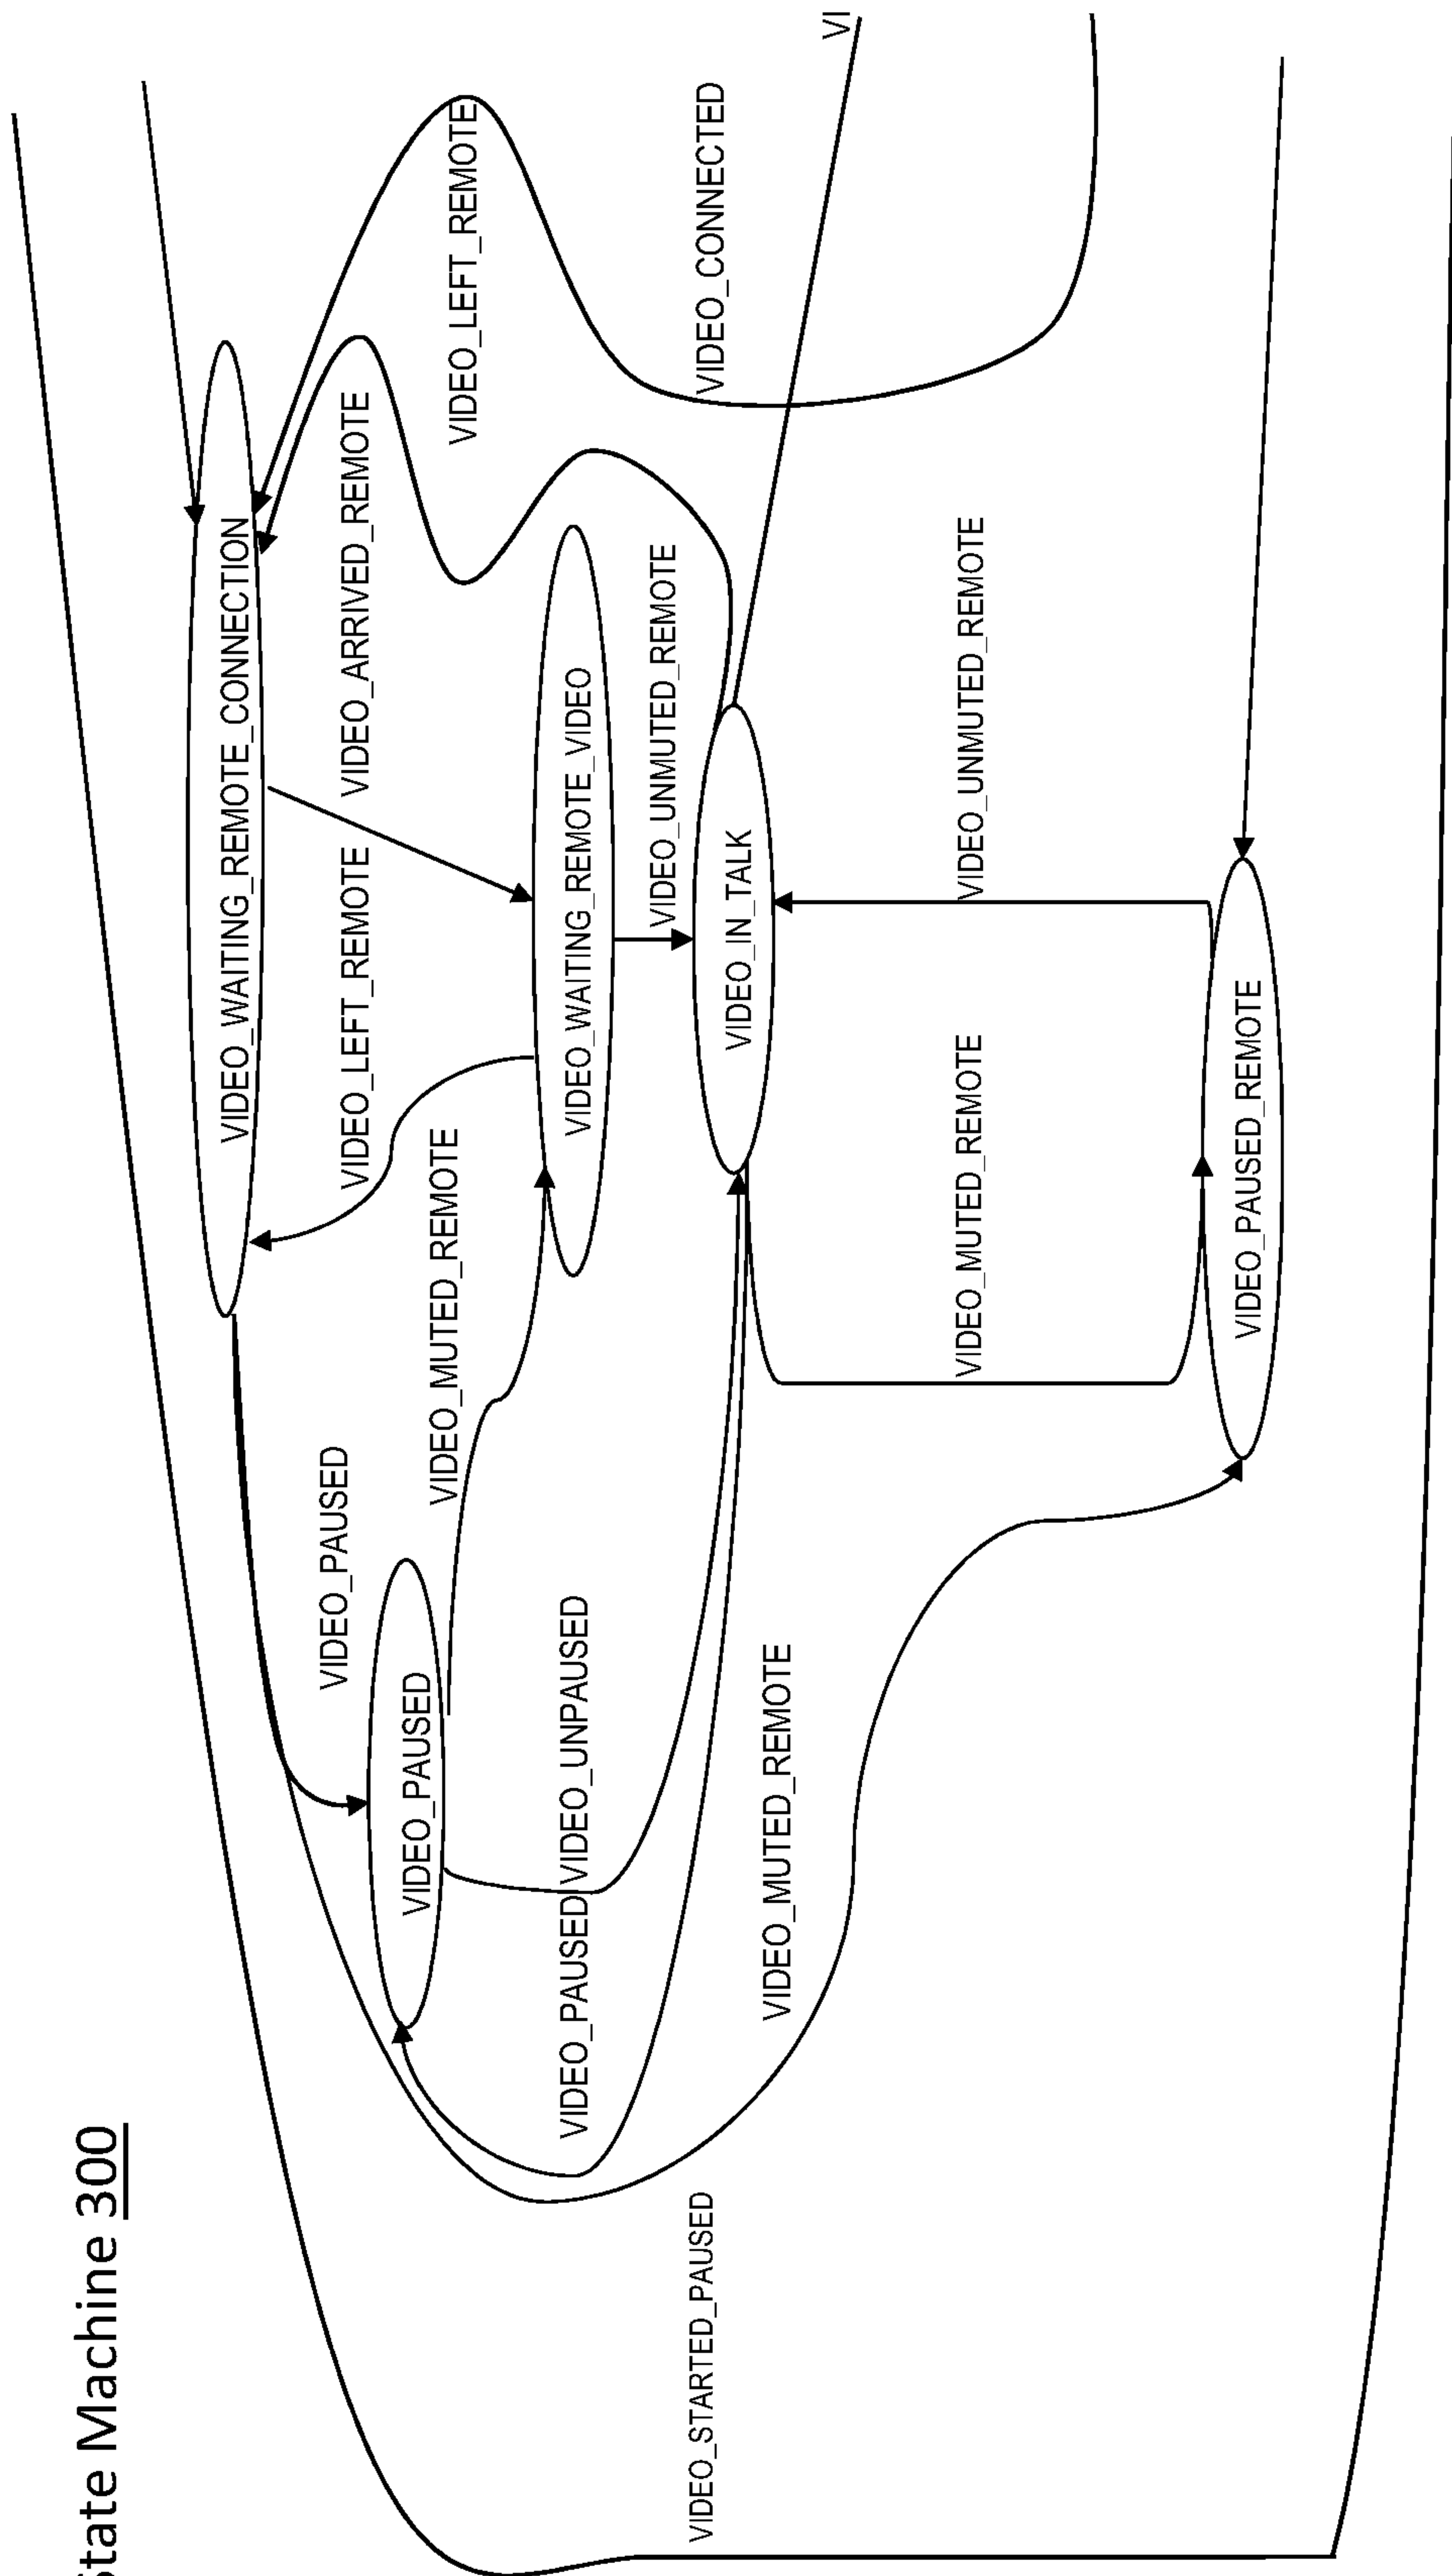 State Machine 300
VIDEO_WAITING_REMOTE_CONNECTION
VIDEO_PAUSED
VIDEO_LEFT_REMOTE
VIDEO_ARRIVED_REMOTE
VIDEO_PAUSED
VIDEO_MUTED_REMOTE
VIDEO_LEFT_REMOTE
VIDEO_PAUSED
VIDEO_UNPAUSED
VIDEO_WAITING_REMOTE_VIDEO
VIDEO_UNMUTED_REMOTE
VIDEO_STARTED_PAUSED
VIDEO_CONNECTED
VIDEO_IN_TALK
VIDEO_MUTED_REMOTE
VI
VIDEO_MUTED_REMOTE
VIDEO_UNMUTED_REMOTE
VIDEO_PAUSED_REMOTE